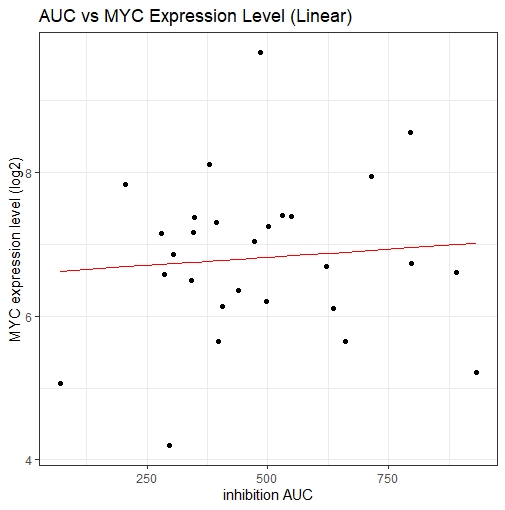 AUC vs MYC Expression Level (Linear)
MYC expression level (log2)
8
6
4
250 500 750
inhibition AUC